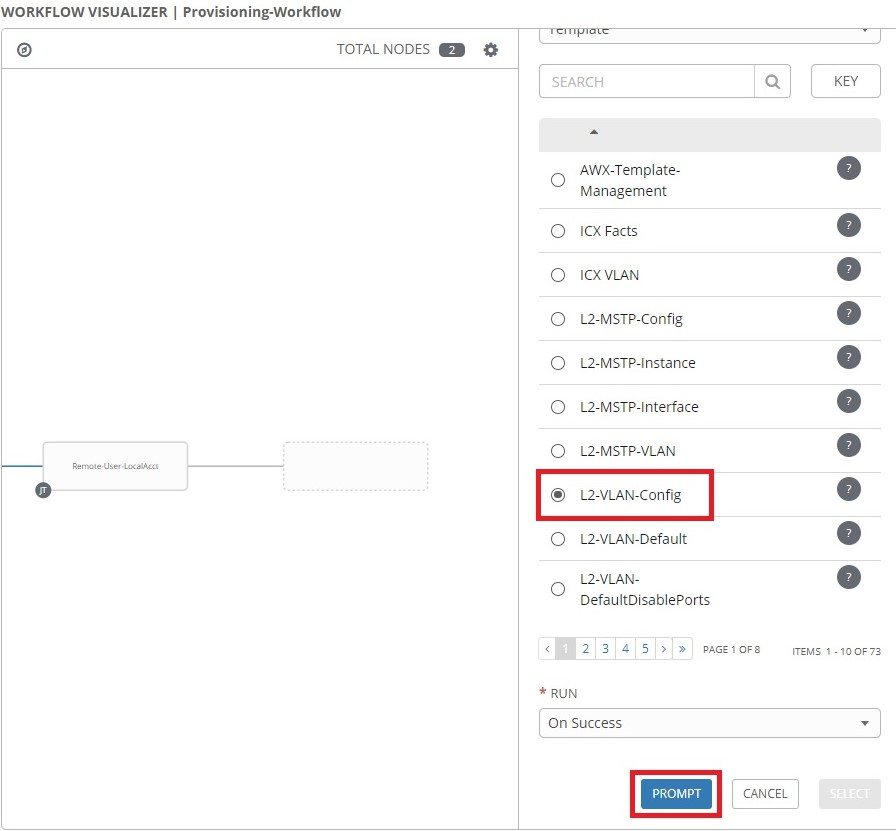 WORKFLOW VISUALIZER | Provisioning-Workflow
TOTAL NODES 2
Template
SEARCH
KEY
AWX-Template-
Management
?
ICX Facts
?
ICX VLAN
?
L2-MSTP-Config
?
L2-MSTP-Instance
?
L2-MSTP-Interface
?
L2-MSTP-VLAN
?
L2-VLAN-Config
?
L2-VLAN-Default
?
L2-VLAN-
DefaultDisablePorts
?
< 1 2 3 4 5 > » PAGE 1 OF 8 ITEMS 1 - 10 OF 73
* RUN
On Success
PROMPT CANCEL SELECT
Remote-User-LocalAcct
JT